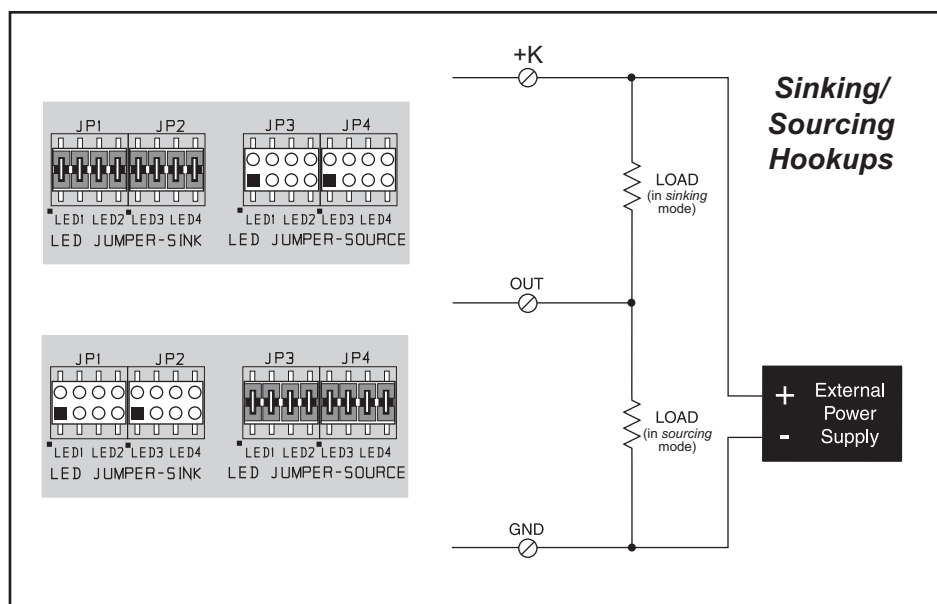 JP1 JP2 JP3 JP4
LED1 LED2 LED3 LED4 LED1 LED2 LED3 LED4
LED JUMPER-SINK LED JUMPER-SOURCE
JP1 JP2 JP3 JP4
LED1 LED2 LED3 LED4 LED1 LED2 LED3 LED4
LED JUMPER-SINK LED JUMPER-SOURCE
+K
LOAD
(in sinking
mode)
OUT
LOAD
(in sourcing
mode)
GND
Sinking/
Sourcing
Hookups
+ External
Power
- Supply